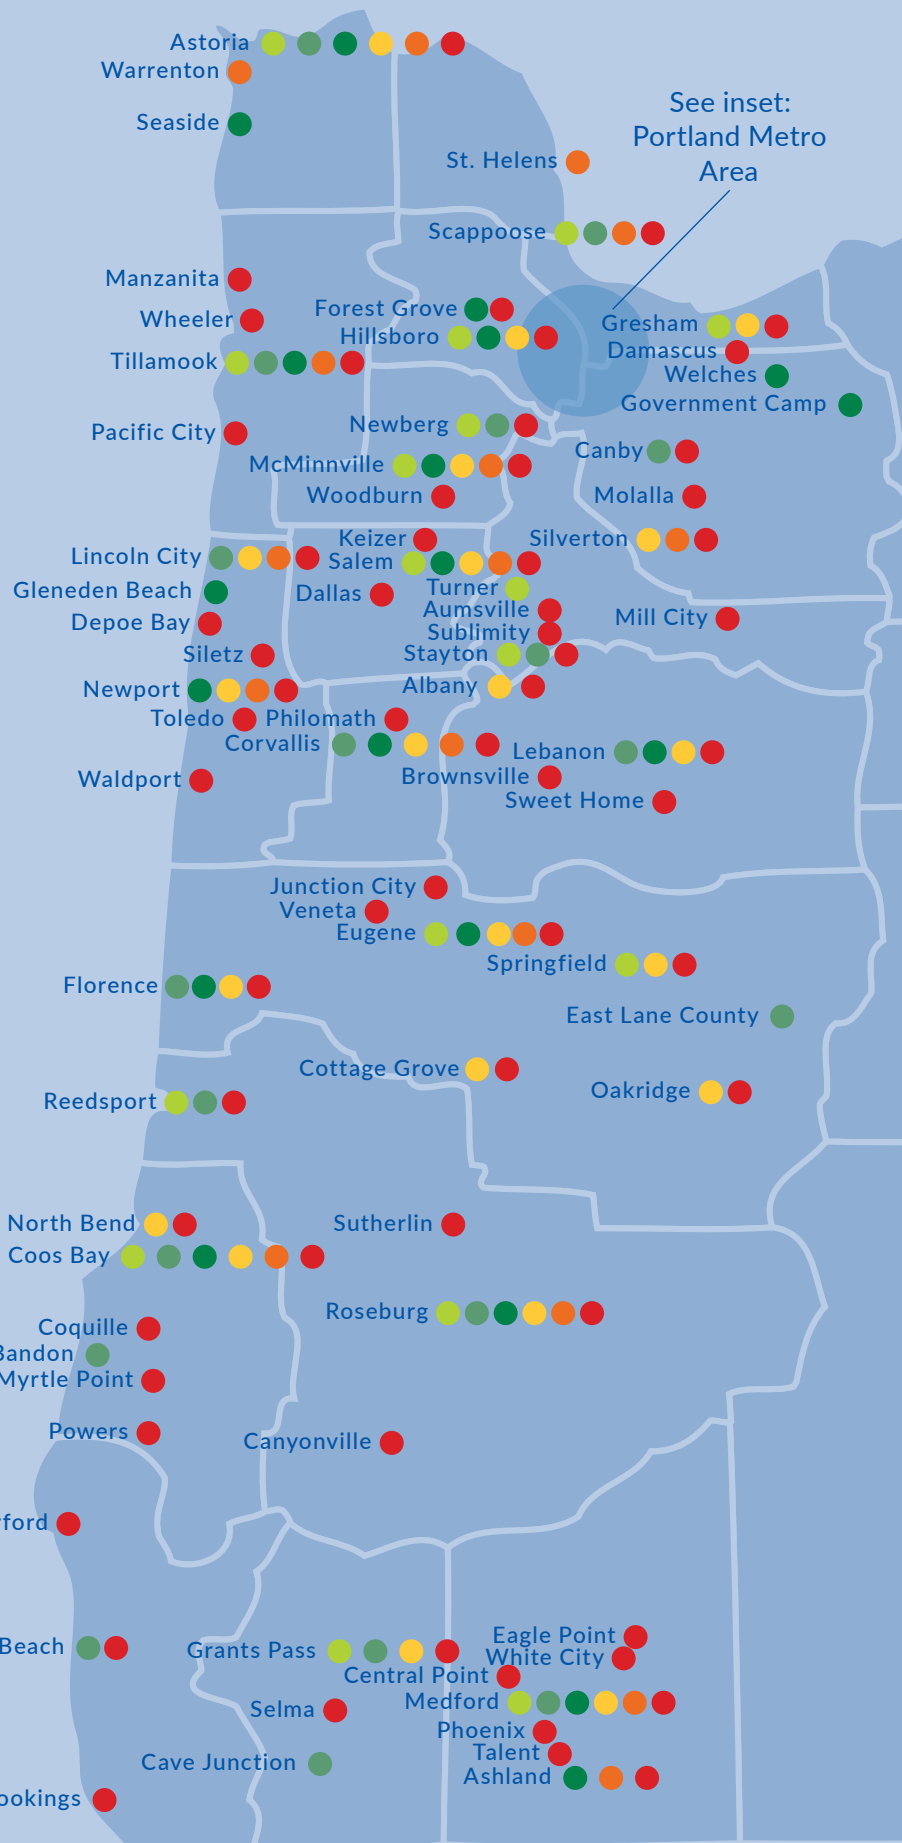 Astoria
Warrenton
Seaside
See inset:
Portland Metro
Area
St. Helens
Scappoose
Manzanita
Wheeler
Forest Grove
Hillsboro
Gresham
Damascus
Tillamook
Welches
Government Camp
Pacific City
Newberg
Canby
McMinnville
Woodburn
Molalla
Keizer
Silverton
Lincoln City
Salem
Gleneden Beach
Dallas
Turner
Aumsville
Depoe Bay
Mill City
Sublimity
Siletz
Stayton
Newport
Albany
Toledo
Philomath
Corvallis
Lebanon
Waldport
Brownsville
Sweet Home
Junction City
Veneta
Eugene
Springfield
Florence
East Lane County
Cottage Grove
Oakridge
Reedsport
North Bend
Sutherlin
Coos Bay
Roseburg
Coquille
Bandon
Myrtle Point
Powers
Canyonville
ford
Beach
Grants Pass
Eagle Point
White City
Central Point
Medford
Selma
Phoenix
Talent
Cave Junction
Ashland
ookings